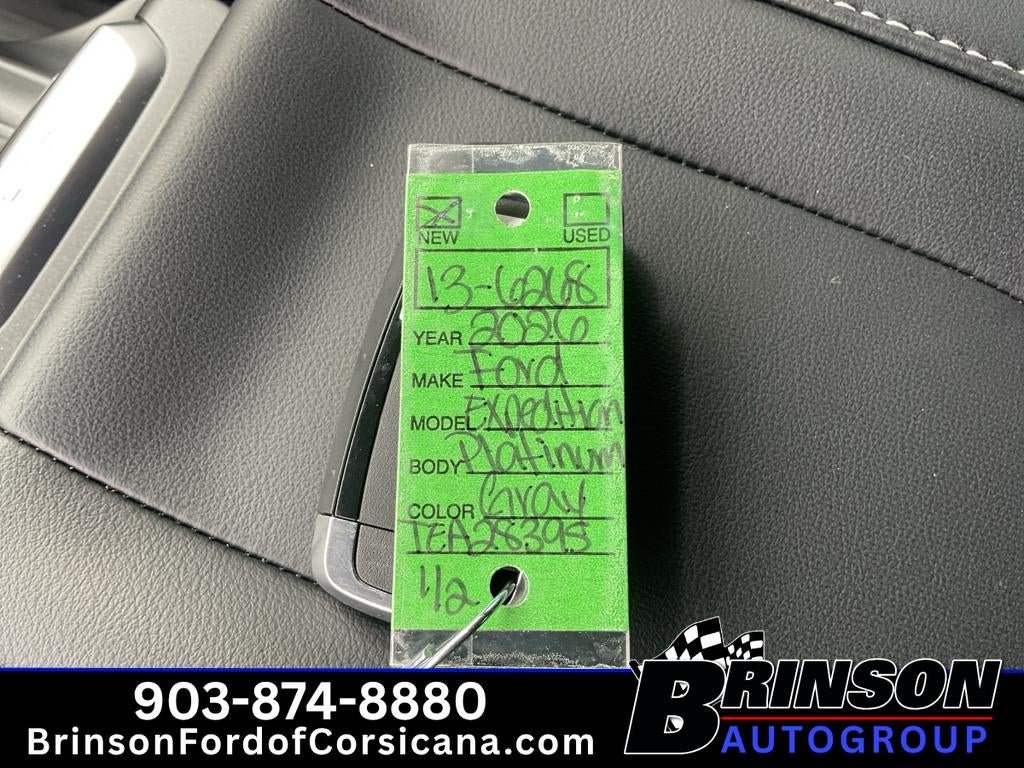 NEW USED
13-6268
YEAR 2026
MAKE Ford
MODEL Expedition
BODY Platinum
COLOR Gray
TEA28395
1/2
903-874-8880
BrinsonFordofCorsicana.com
BRINSON
AUTOGROUP